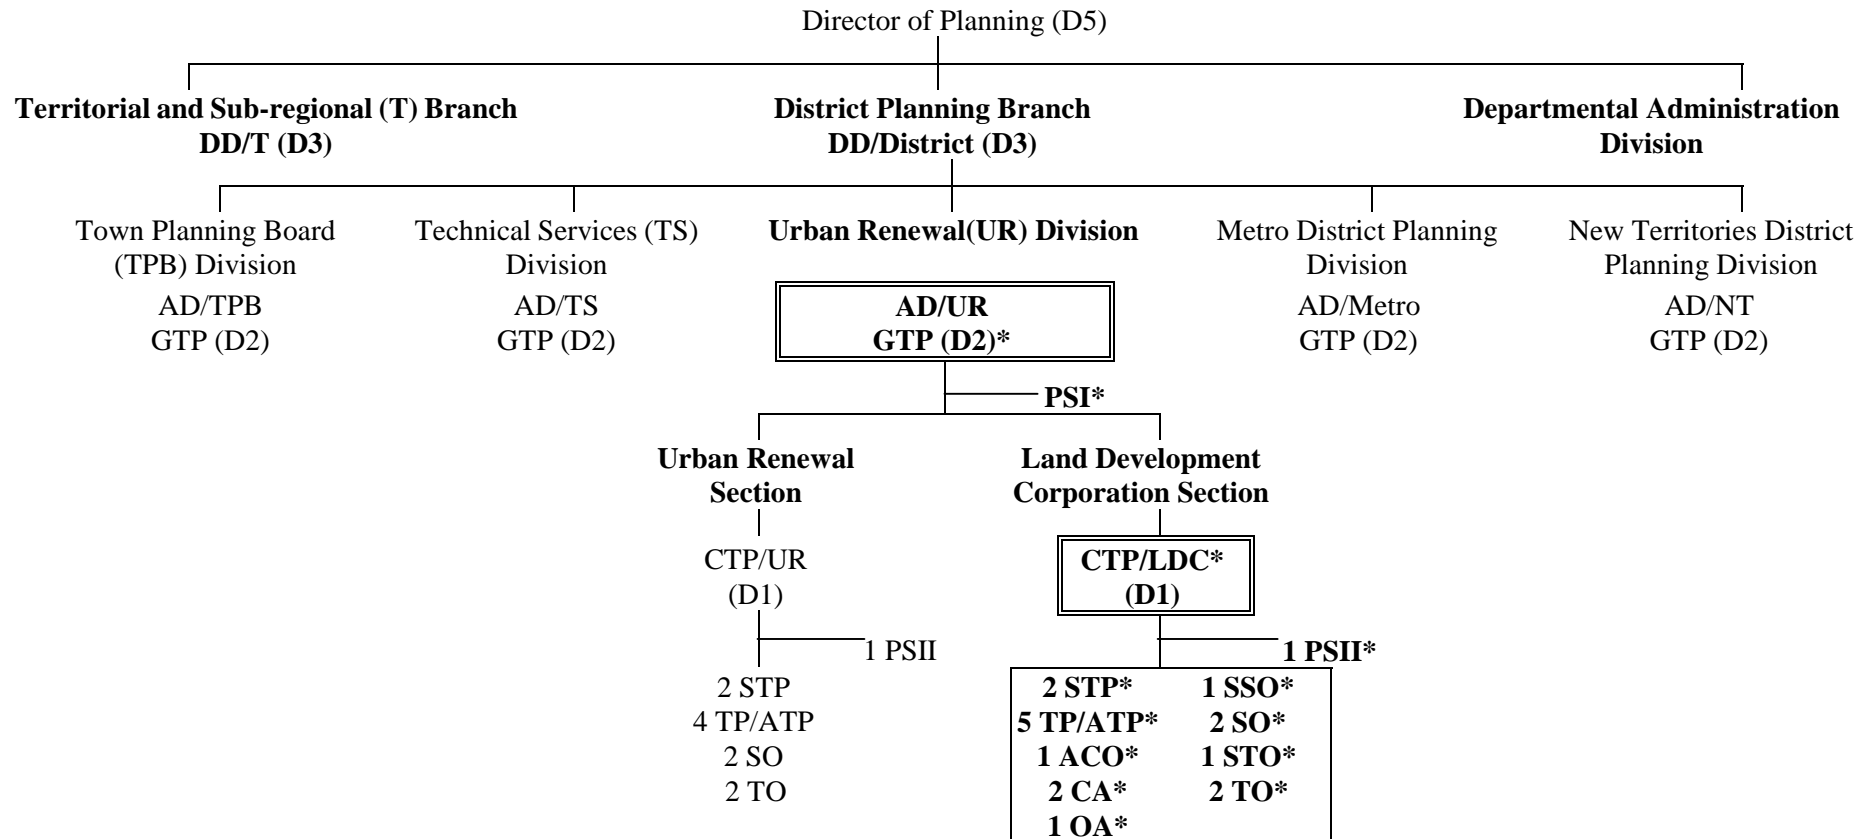 Director of Planning (D5)
Territorial and Sub-regional (T) Branch
DD/T (D3)
District Planning Branch
DD/District (D3)
Departmental Administration
Division
Town Planning Board
(TPB) Division
AD/TPB
GTP (D2)
Technical Services (TS)
Division
AD/TS
GTP (D2)
Urban Renewal(UR) Division
AD/UR
GTP (D2)*
Metro District Planning
Division
AD/Metro
GTP (D2)
New Territories District
Planning Division
AD/NT
GTP (D2)
PSI*
Urban Renewal
Section
CTP/UR
(D1)
1 PSII
2 STP
4 TP/ATP
2 SO
2 TO
Land Development
Corporation Section
CTP/LDC*
(D1)
1 PSII*
2 STP*
5 TP/ATP*
1 ACO*
2 CA*
1 OA*
1 SSO*
2 SO*
1 STO*
2 TO*